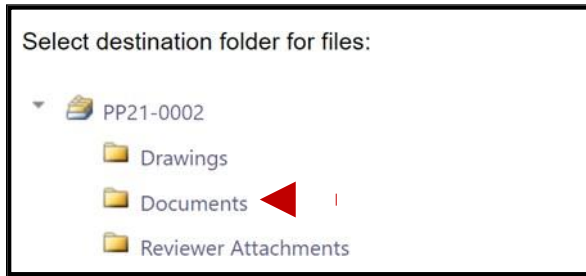 Select destination folder for files:
PP21-0002
Drawings
Documents
Reviewer Attachments